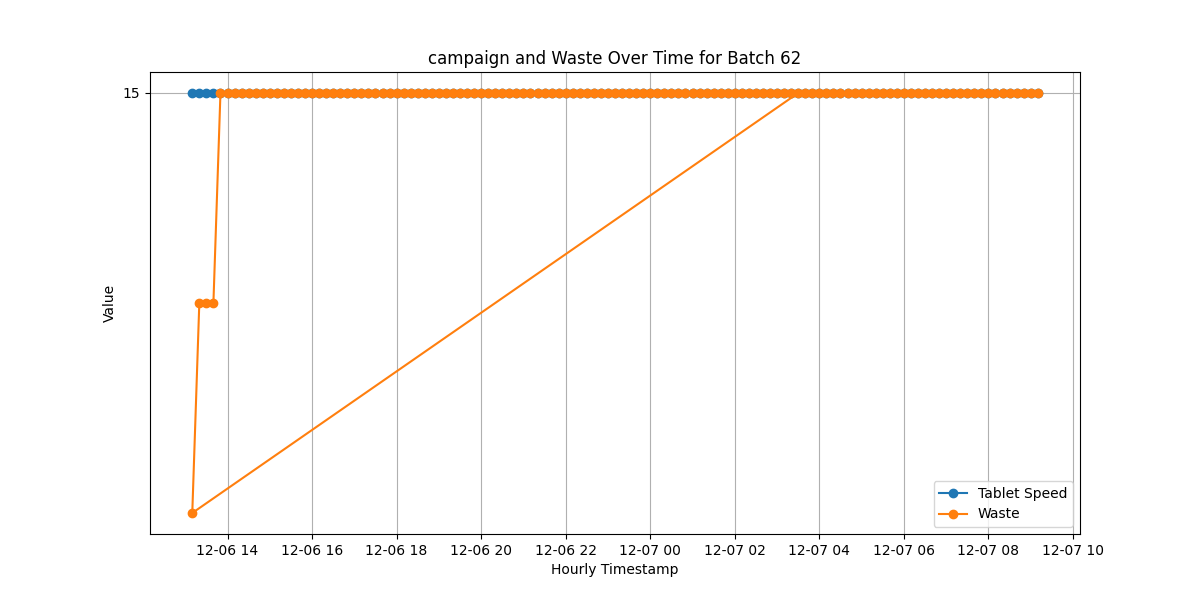 campaign and Waste Over Time for Batch 62
15
Value
12-06 14 12-06 16 12-06 18 12-06 20 12-06 22 12-07 00 12-07 02 12-07 04 12-07 06 12-07 08 12-07 10
Hourly Timestamp
Tablet Speed
Waste